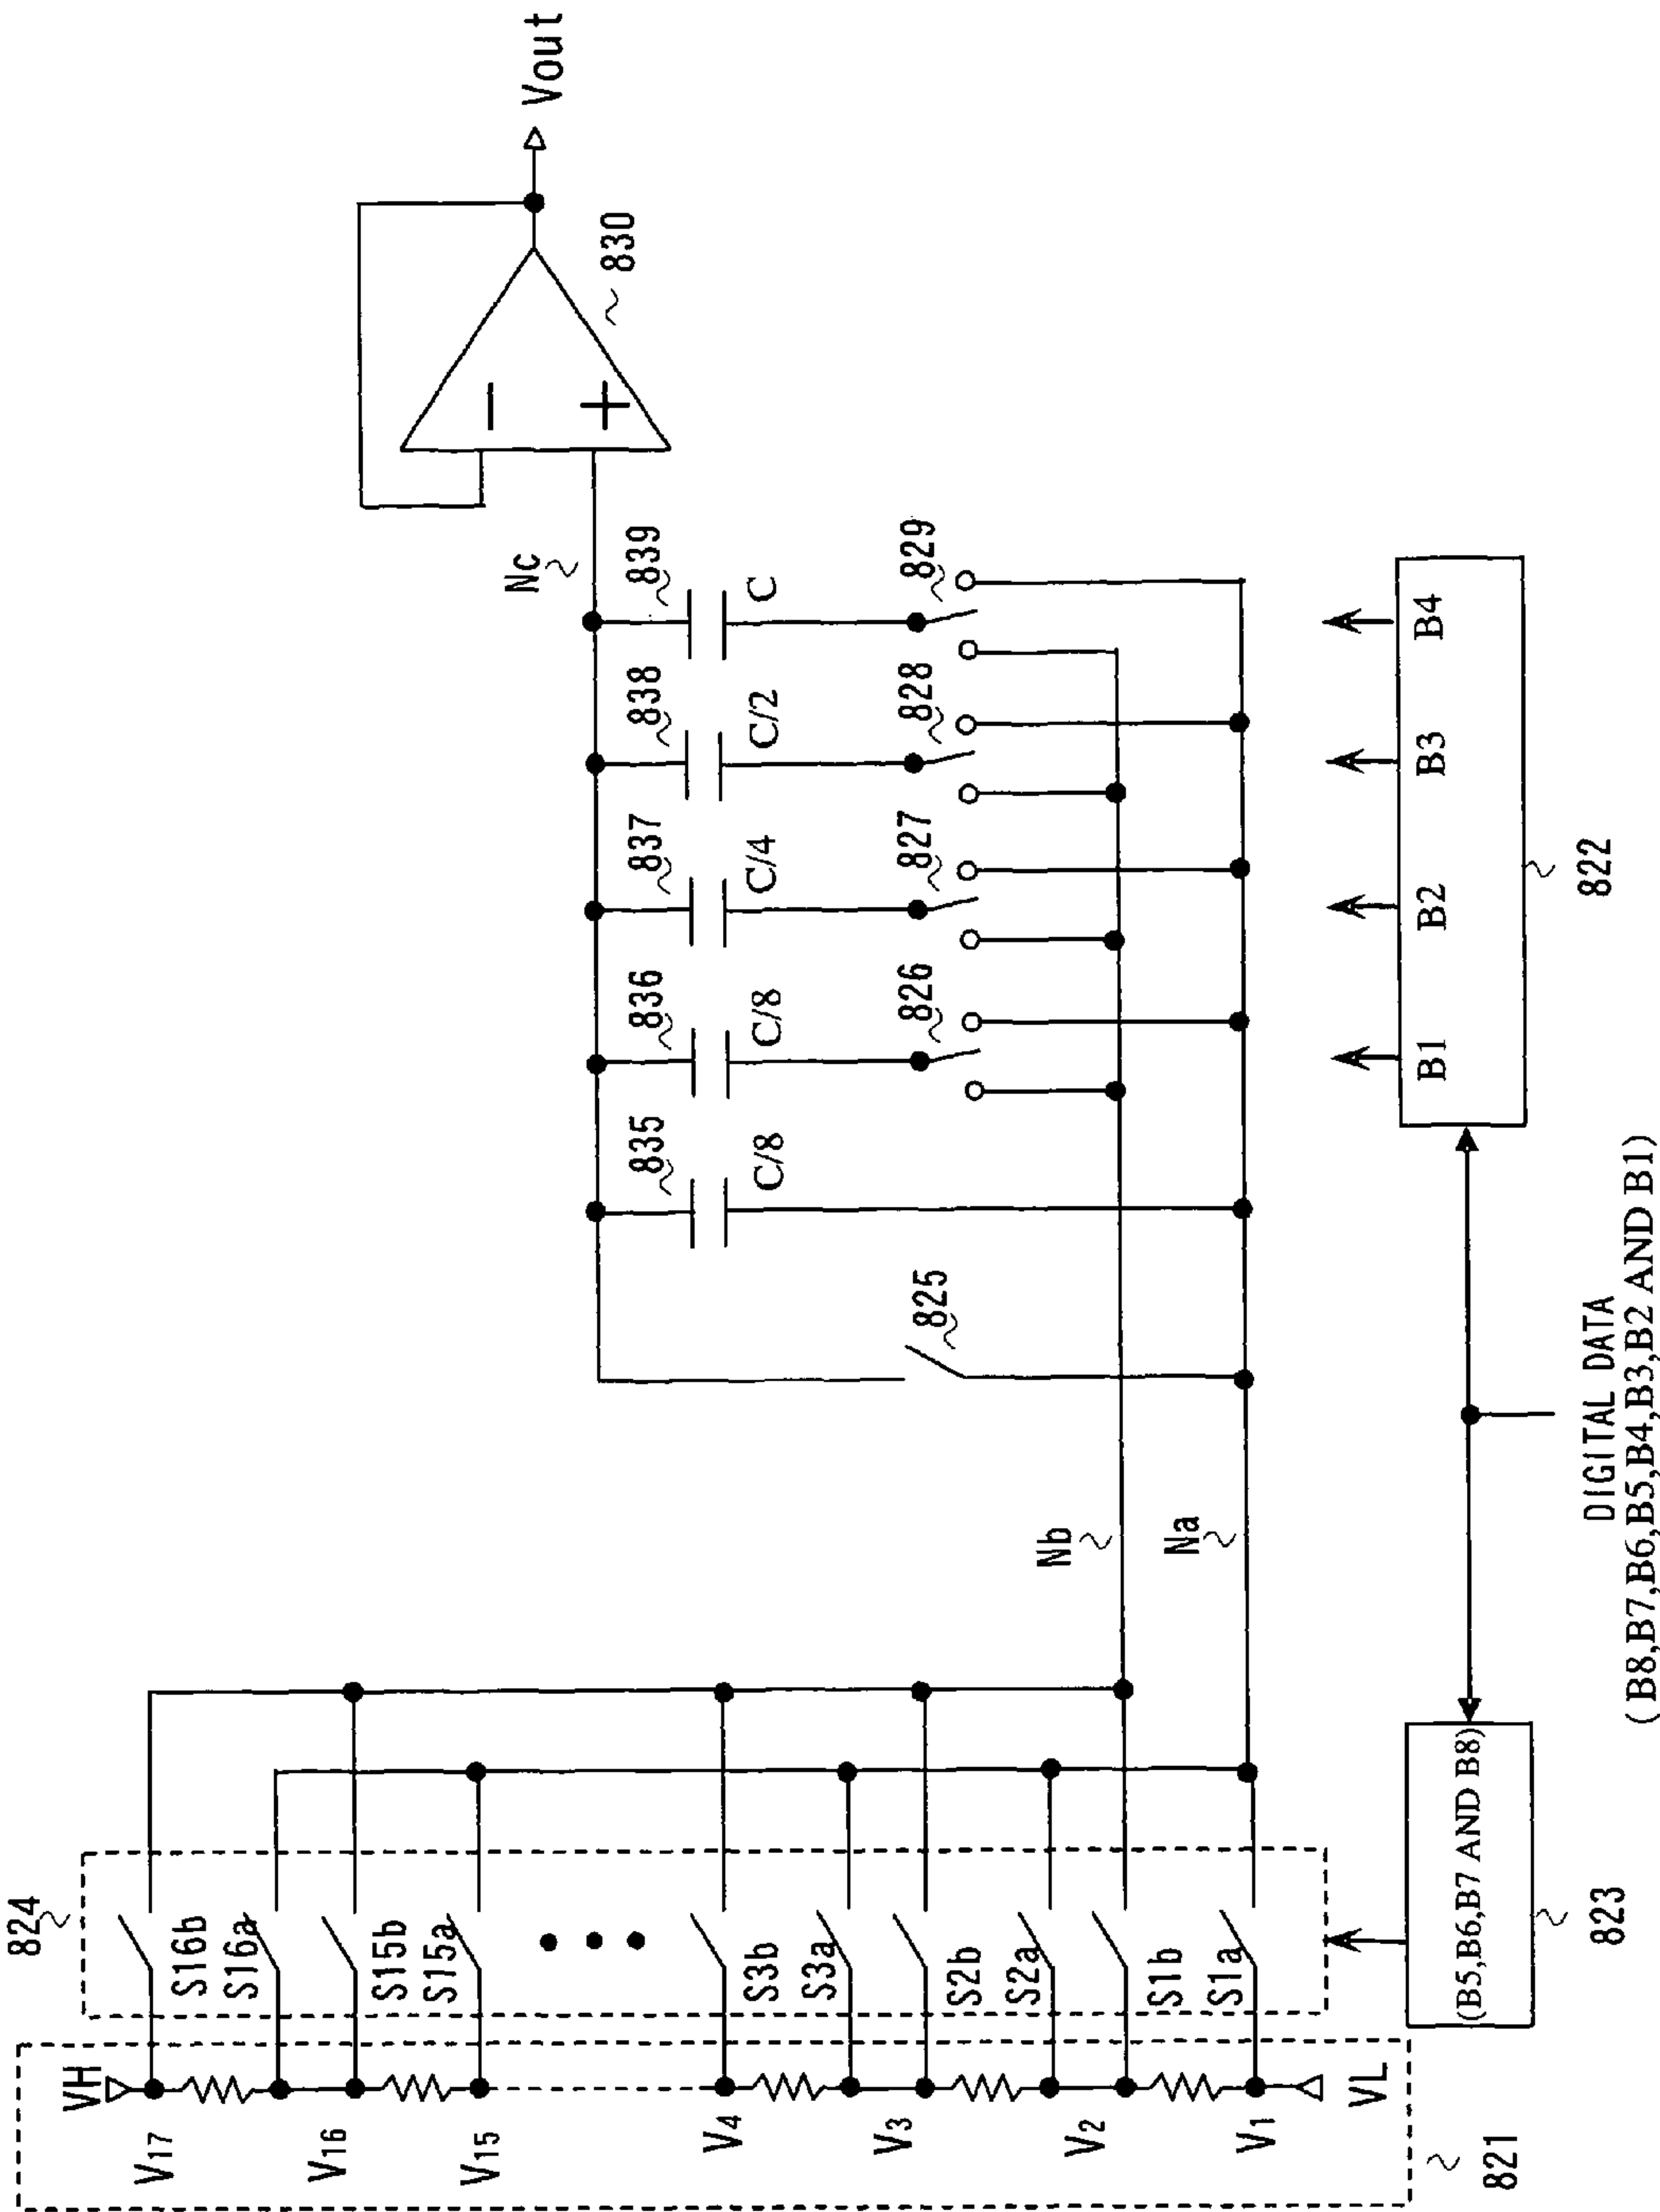 824
VH
V17
S16b
S16a
V16
S15b
S15a
V15
V4
S3b
S3a
V3
S2b
S2a
V2
S1b
S1a
V1
VL
821
(B5,B6,B7 AND B8)
823
Nb
Na
825
835
C/8
836
C/8
837
C/4
838
C/2
839
C
Nc
826
827
828
829
−
+
830
Vout
B1
B2
B3
B4
822
DIGITAL DATA
( B8,B7,B6,B5,B4,B3,B2 AND B1)